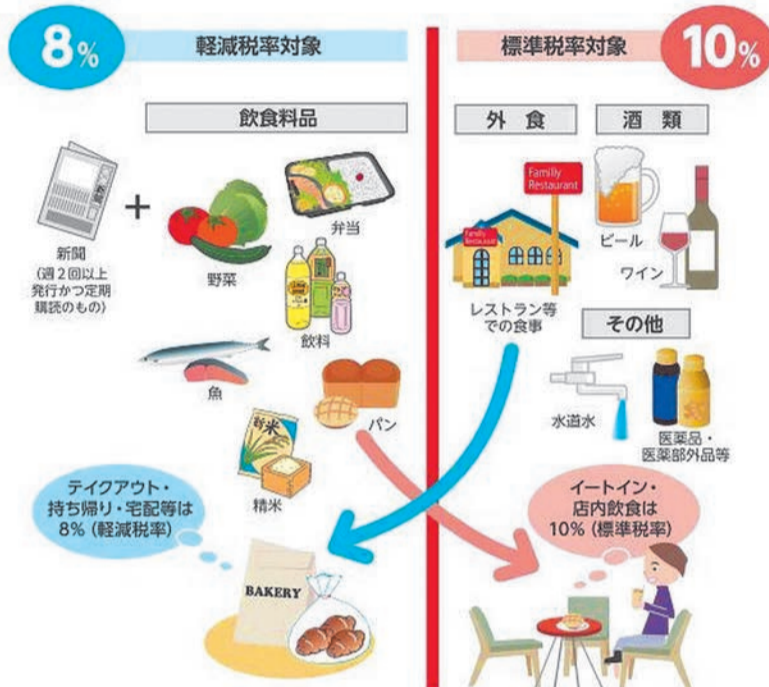 8%
軽減税率対象
飲食料品
新聞
(週2回以上
発行かつ定期
購読のもの)
+
野菜
弁当
飲料
魚
パン
新米
精米
テイクアウト・
持ち帰り・宅配等は
8%(軽減税率)
BAKERY
標準税率対象
10%
外 食
酒 類
Familly
Restaurant
Familly
Restaurant
レストラン等
での食事
ビール
ワイン
その他
水道水
医薬品・
医薬部外品等
イートイン・
店内飲食は
10%(標準税率)